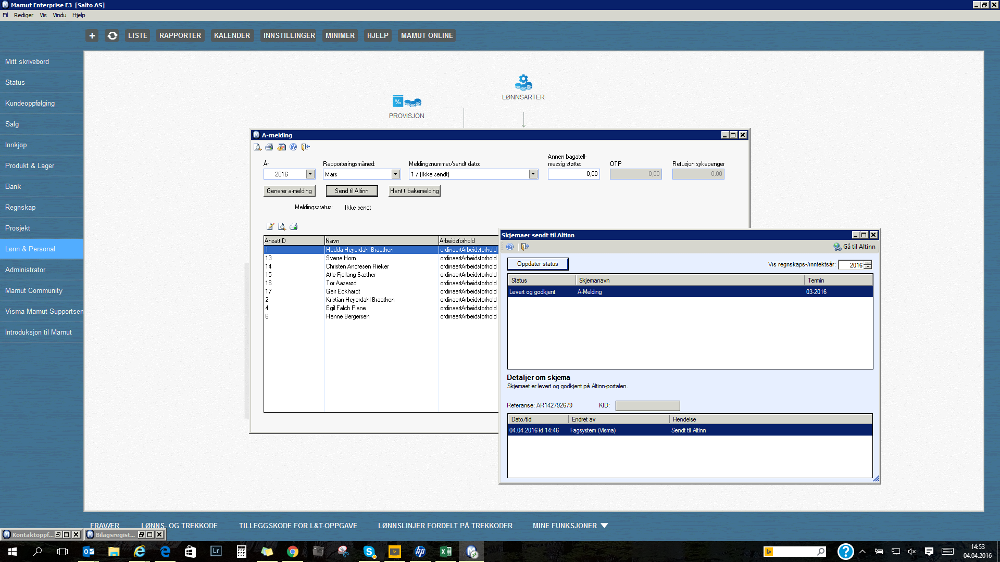 Mamut Enterprise E3 [Salto AS]
Fil Rediger Vis Vindu Hjelp
+ LISTE RAPPORTER KALENDER INNSTILLINGER MINIMER HJELP MAMUT ONLINE
Mitt skrivebord
Status
Kundeoppfølging
Salg
Innkjøp
Produkt & Lager
Bank
Regnskap
Prosjekt
Lønn & Personal
Administrator
Mamut Community
Visma Mamut Supportsen
Introduksjon til Mamut
LØNNSARTER
%
PROVISJON
A-melding
År
Rapporteringsmåned:
Meldingsnummer/sendt dato:
Annen bagatell-
messig støtte:
OTP
Refusjon sykepenger
2016 Mars 1 / (Ikke sendt) 0,00 0,00 0,00
Generer a-melding Send til Altinn Hent tilbakemelding
Meldingsstatus: Ikke sendt
AnsattID Navn Arbeidsforhold
1 Hedda Heyerdahl Braathen ordinaertArbeidsforhold
13 Sverre Horn ordinaertArbeidsforhold
14 Christen Andresen Rieker ordinaertArbeidsforhold
15 Atle Fjellang Sæther ordinaertArbeidsforhold
16 Tor Aaserød ordinaertArbeidsforhold
17 Geir Eckhardt ordinaertArbeidsforhold
2 Kristian Heyerdahl Braathen ordinaertArbeidsforhold
4 Egil Falch Piene ordinaertArbeidsforhold
6 Hanne Bergersen ordinaertArbeidsforhold
Skjemaer sendt til Altinn
Gå til Altinn
Oppdater status
Vis regnskaps-/inntektsår: 2016
Status Skjemanavn Termin
Levert og godkjent A-Melding 03-2016
Detaljer om skjema
Skjemaet er levert og godkjent på Altinn-portalen.
Referanse: AR142792679 KID:
Dato/tid Endret av Hendelse
04.04.2016 kl 14:46 Fagsystem (Visma) Sendt til Altinn
FRAVÆR LØNNS- OG TREKKODE TILLEGGSKODE FOR L&T-OPPGAVE LØNNSLINJER FORDELT PÅ TREKKODER MINE FUNKSJONER
Kontaktoppf... Bilagsregist...
Lr
hp
14:53
04.04.2016